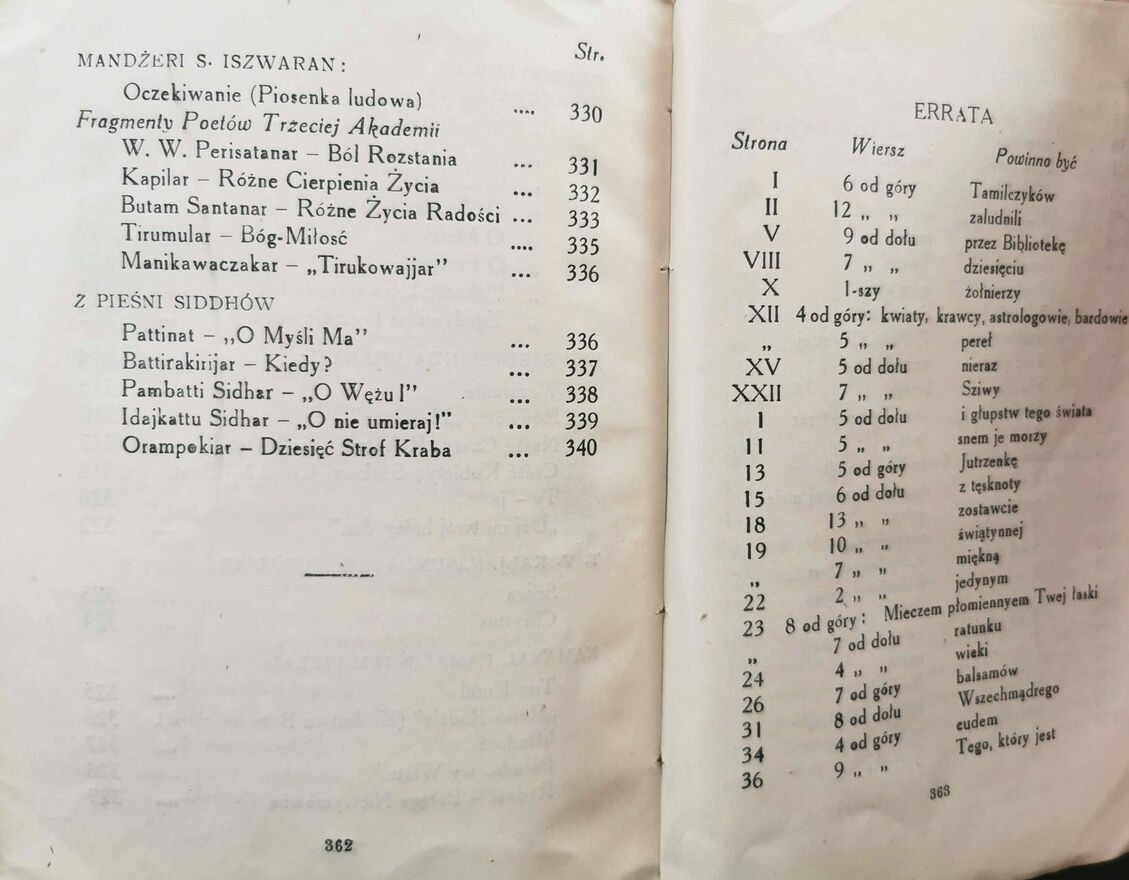 Str.
MANDŻERI S. ISZWARAN:
Oczekiwanie (Piosenka ludowa) .... 330
Fragmenty Poetów Trzeciej Akademii
W. W. Perisatanar – Ból Rozstania ... 331
Kapilar – Różne Cierpienia Życia ... 332
Butam Santanar – Różne Życia Radości ... 333
Tirumular – Bóg-Miłość .... 335
Manikawaczakar – „Tirukowajjar” ... 336
Z PIEŚNI SIDDHÓW
Pattinat – „O Myśli Ma” ... 336
Battirakirijar – Kiedy? ... 337
Pambatti Sidhar – „O Wężu!” ... 338
Idajkattu Sidhar – „O nie umieraj!" ... 339
Orampokiar – Dziesięć Strof Kraba ... 340
362
ERRATA
Strona Wiersz Powinno być
I 6 od góry Tamilczyków
II 12 „ „ zaludnili
V 9 od dołu przez Bibliotekę
VIII 7 „ „ dziesięciu
X 1-szy żołnierzy
XII 4 od góry: kwiaty, krawcy, astrologowie, bardowie
„ 5 „ „ pereł
XV 5 od dołu nieraz
XXII 7 „ „ Sziwy
1 5 od dołu i głupstw tego świata
11 5 „ „ snem je morzy
13 5 od góry Jutrzenkę
15 6 od dołu z tęsknoty
18 13 „ „ zostawcie
19 10 „ „ świątynnej
„ 7 „ „ miękną
22 2 „ „ jedynym
23 8 od góry: Mieczem płomiennyem Twej łaski
„ 7 od dołu ratunku
24 4 „ „ wieki
26 7 od góry balsamów
31 8 od dołu Wszechmądrego
34 4 od góry cudem
36 9 „ „ Tego, który jest
363